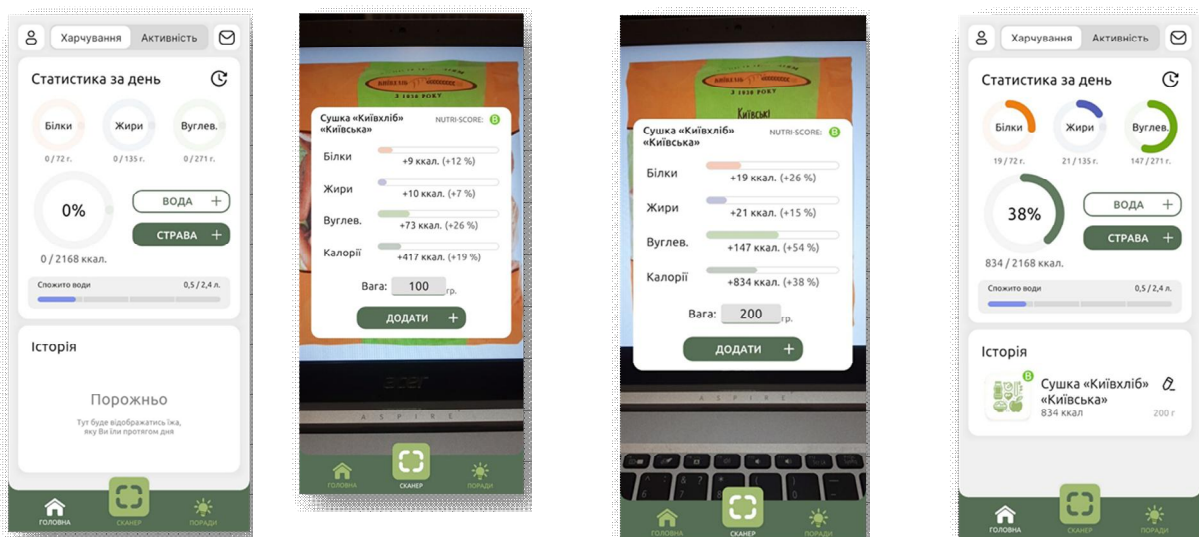 Харчування
Активність
Статистика за день
Білки
Жири
Вуглев.
0 / 72 г.
0 / 135 г.
0 / 271 г.
0%
ВОДА +
СТРАВА +
0 / 2168 ккал.
Спожито води
0,5 / 2,4 л.
Історія
Порожньо
Тут буде відображатись їжа,
яку Ви їли протягом дня
ГОЛОВНА
СКАНЕР
ПОРАДИ
З 1930 РОКУ
Сушка «Київхліб»
«Київська»
NUTRI-SCORE: B
Білки
+9 ккал. (+12 %)
Жири
+10 ккал. (+7 %)
Вуглев.
+73 ккал. (+26 %)
Калорії
+417 ккал. (+19 %)
Вага: 100 гр.
ДОДАТИ +
acer
ASPIRE
ГОЛОВНА
СКАНЕР
ПОРАДИ
З 1930 РОКУ
Київські
Сушка «Київхліб»
«Київська»
NUTRI-SCORE: B
Білки
+19 ккал. (+26 %)
Жири
+21 ккал. (+15 %)
Вуглев.
+147 ккал. (+54 %)
Калорії
+834 ккал. (+38 %)
Вага: 200 гр.
ДОДАТИ +
ASPIRE
ГОЛОВНА
СКАНЕР
ПОРАДИ
Харчування
Активність
Статистика за день
Білки
Жири
Вуглев.
19 / 72 г.
21 / 135 г.
147 / 271 г.
38%
ВОДА +
СТРАВА +
834 / 2168 ккал.
Спожито води
0,5 / 2,4 л.
Історія
B
Сушка «Київхліб»
«Київська»
834 ккал
200 г
ГОЛОВНА
СКАНЕР
ПОРАДИ